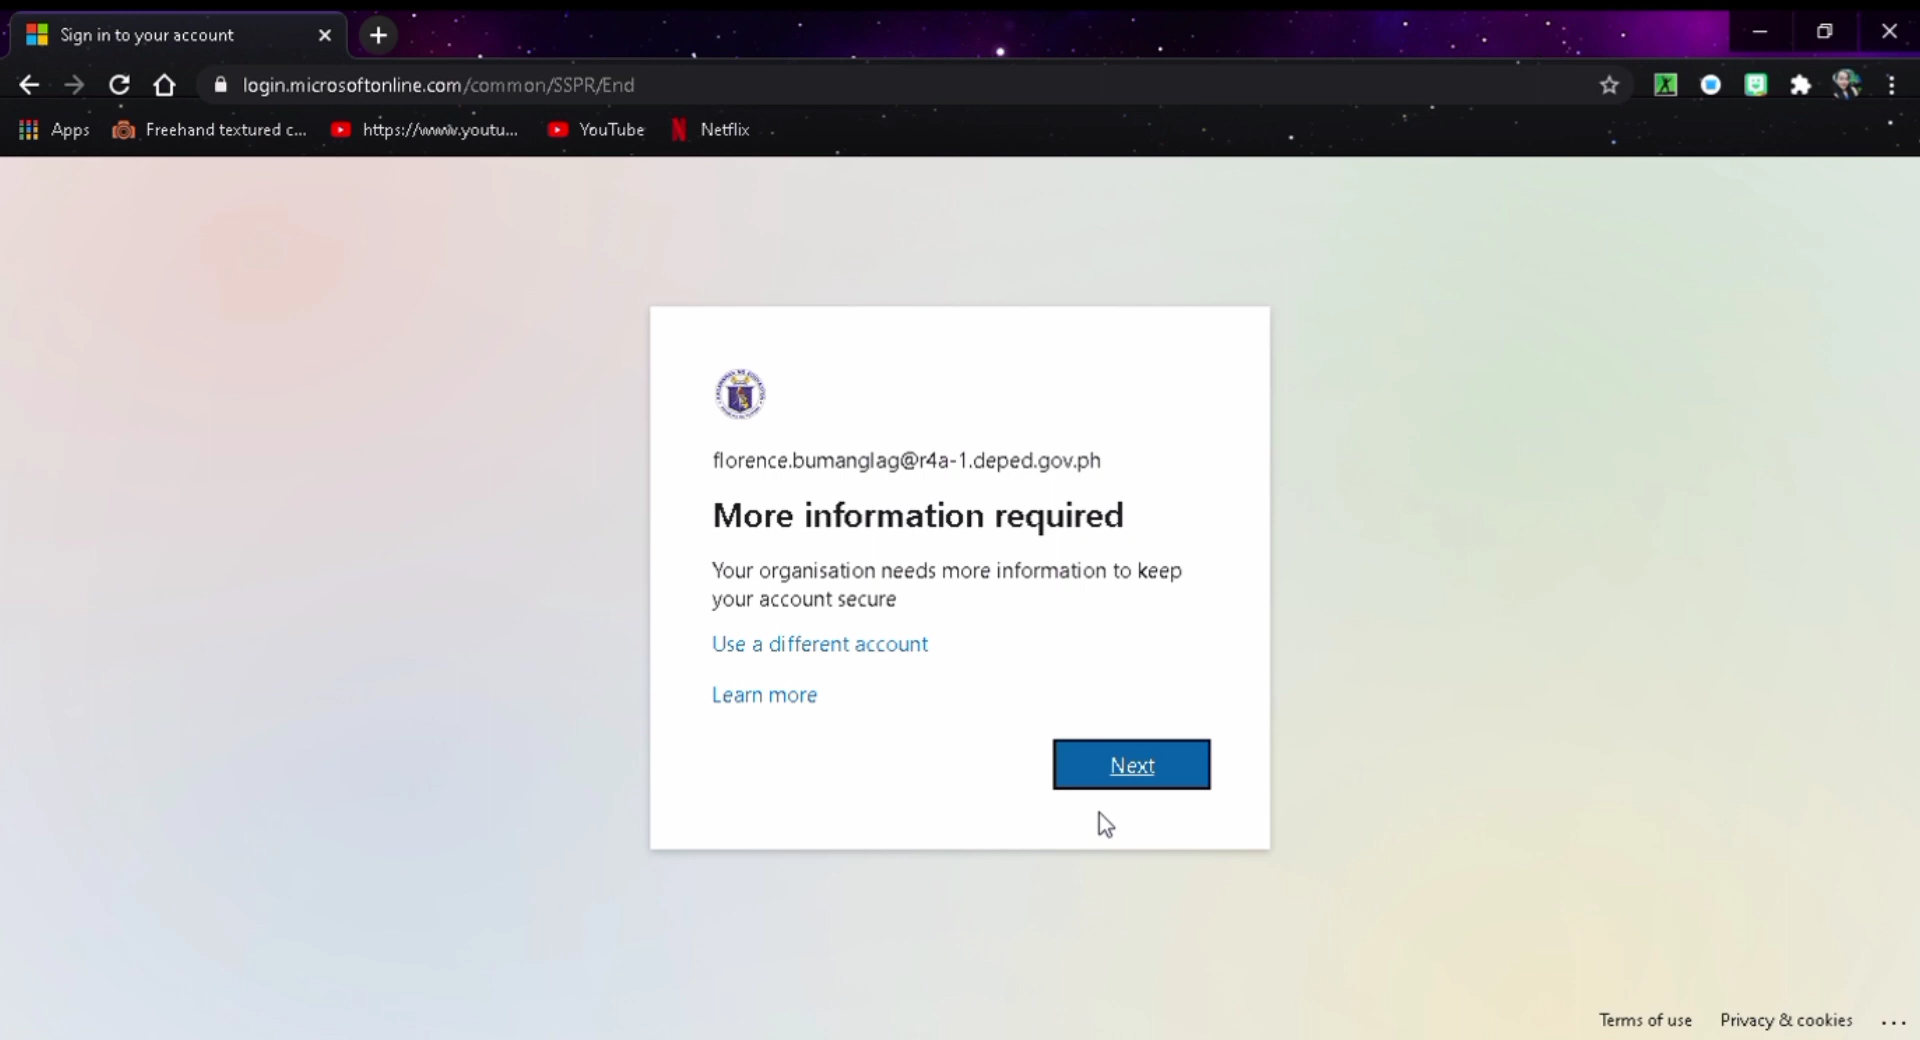 Sign in to your account
login.microsoftonline.com/common/SSPR/End
Apps
Freehand textured c...
https://www.youtu...
YouTube
Netflix
florence.bumanglag@r4a-1.deped.gov.ph
More information required
Your organisation needs more information to keep
your account secure
Use a different account
Learn more
Next
Terms of use
Privacy & cookies
...